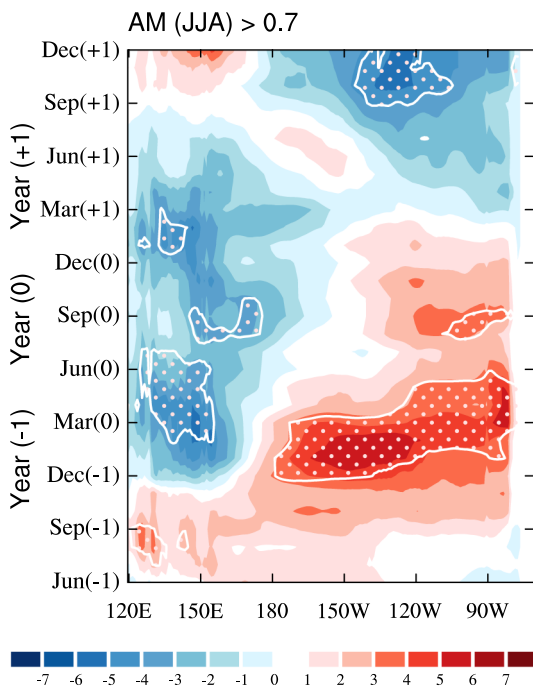 AM (JJA) > 0.7
Dec(+1)
Sep(+1)
Jun(+1)
Mar(+1)
Dec(0)
Sep(0)
Jun(0)
Mar(0)
Dec(-1)
Sep(-1)
Jun(-1)
Year (+1)
Year (0)
Year (-1)
120E 150E 180 150W 120W 90W
-7 -6 -5 -4 -3 -2 -1 0 1 2 3 4 5 6 7